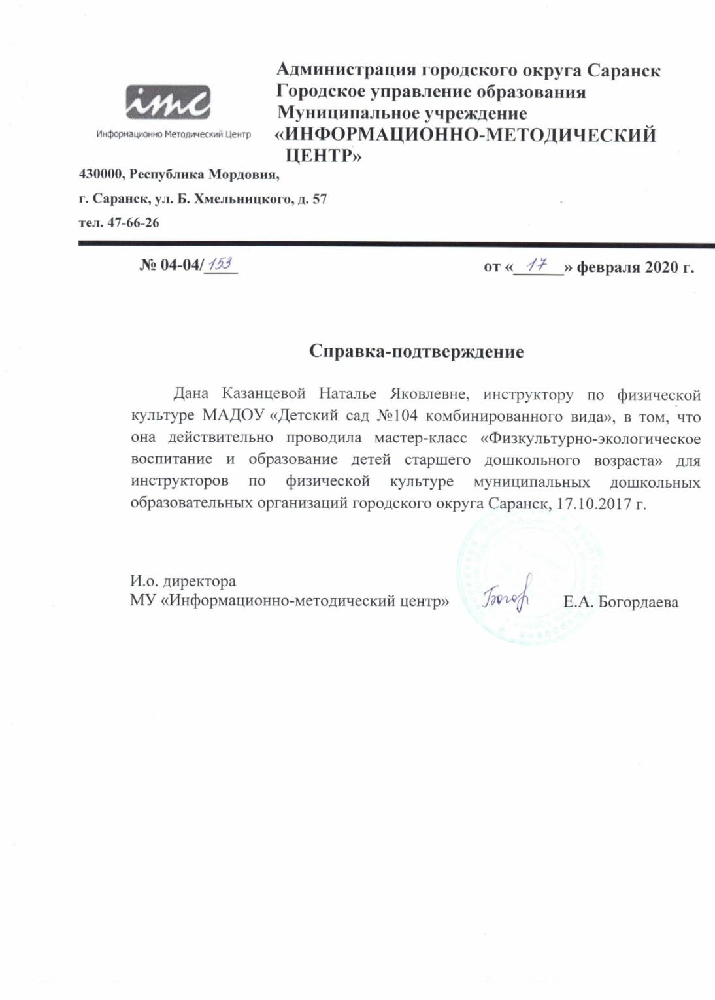 Администрация городского округа Саранск
Городское управление образования
Муниципальное учреждение
«ИНФОРМАЦИОННО-МЕТОДИЧЕСКИЙ
ЦЕНТР»
imc
Информационно Методический Центр
430000, Республика Мордовия,
г. Саранск, ул. Б. Хмельницкого, д. 57
тел. 47-66-26
№ 04-04/153
от «17» февраля 2020 г.
Справка-подтверждение
Дана Казанцевой Наталье Яковлевне, инструктору по физической
культуре МАДОУ «Детский сад №104 комбинированного вида», в том, что
она действительно проводила мастер-класс «Физкультурно-экологическое
воспитание и образование детей старшего дошкольного возраста» для
инструкторов по физической культуре муниципальных дошкольных
образовательных организаций городского округа Саранск, 17.10.2017 г.
И.о. директора
МУ «Информационно-методический центр»
Богор
Е.А. Богордаева